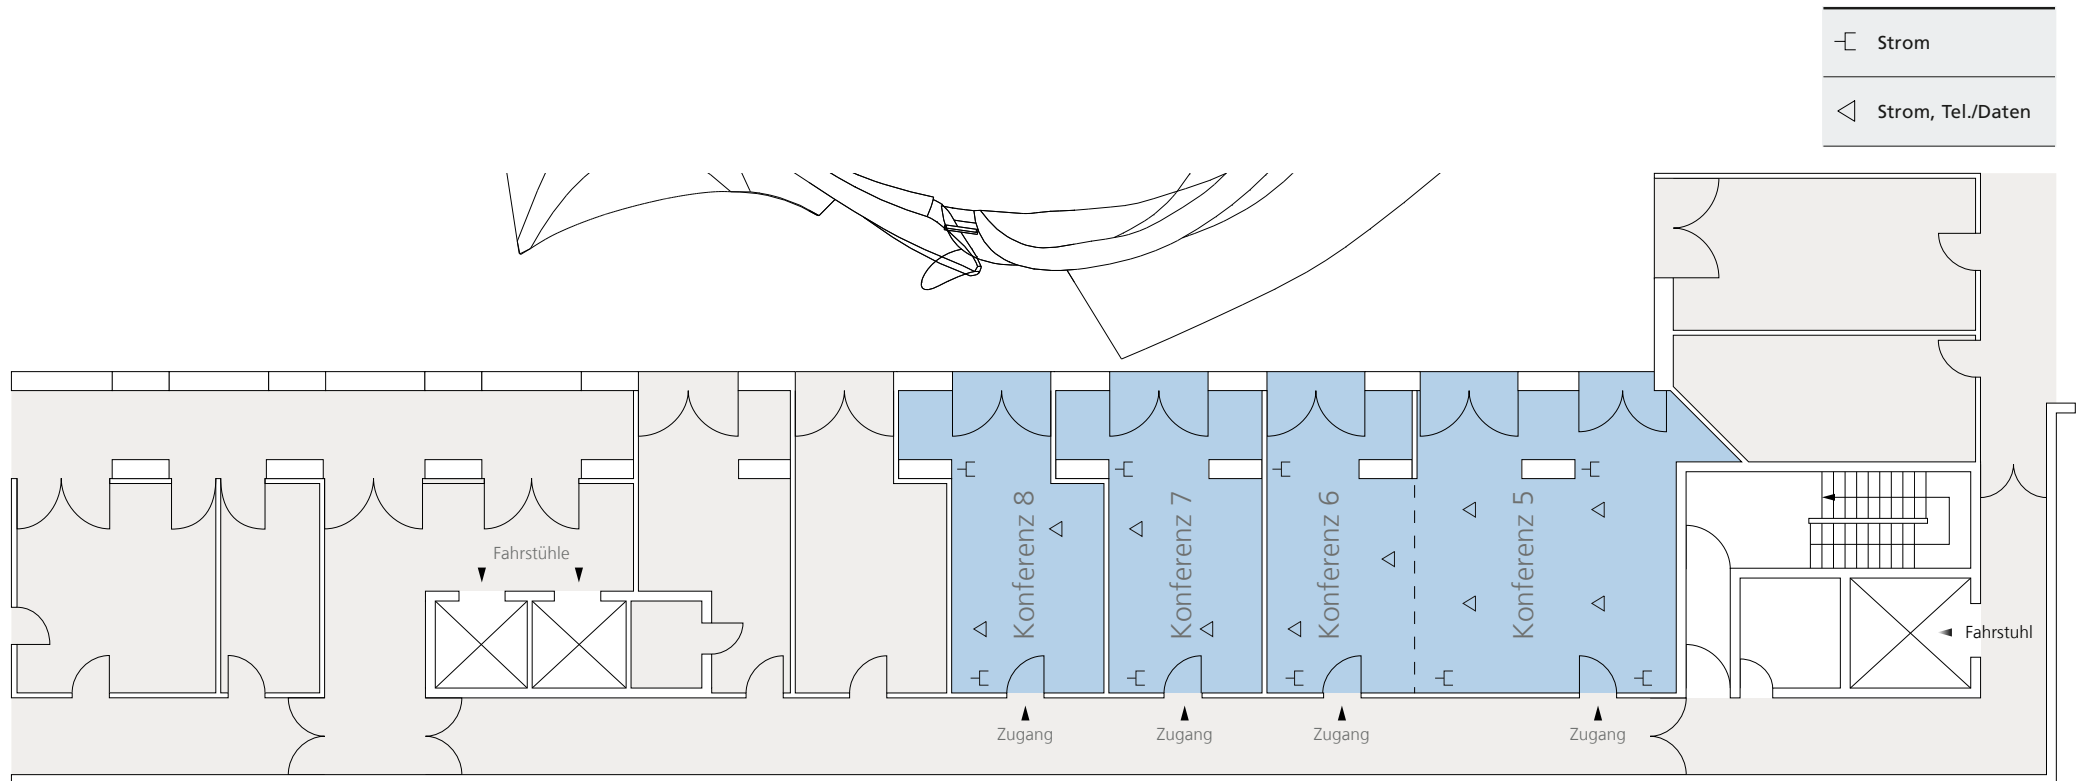 Strom
Strom, Tel./Daten
Konferenz 8
Konferenz 7
Konferenz 6
Konferenz 5
Fahrstühle
Fahrstuhl
Zugang
Zugang
Zugang
Zugang